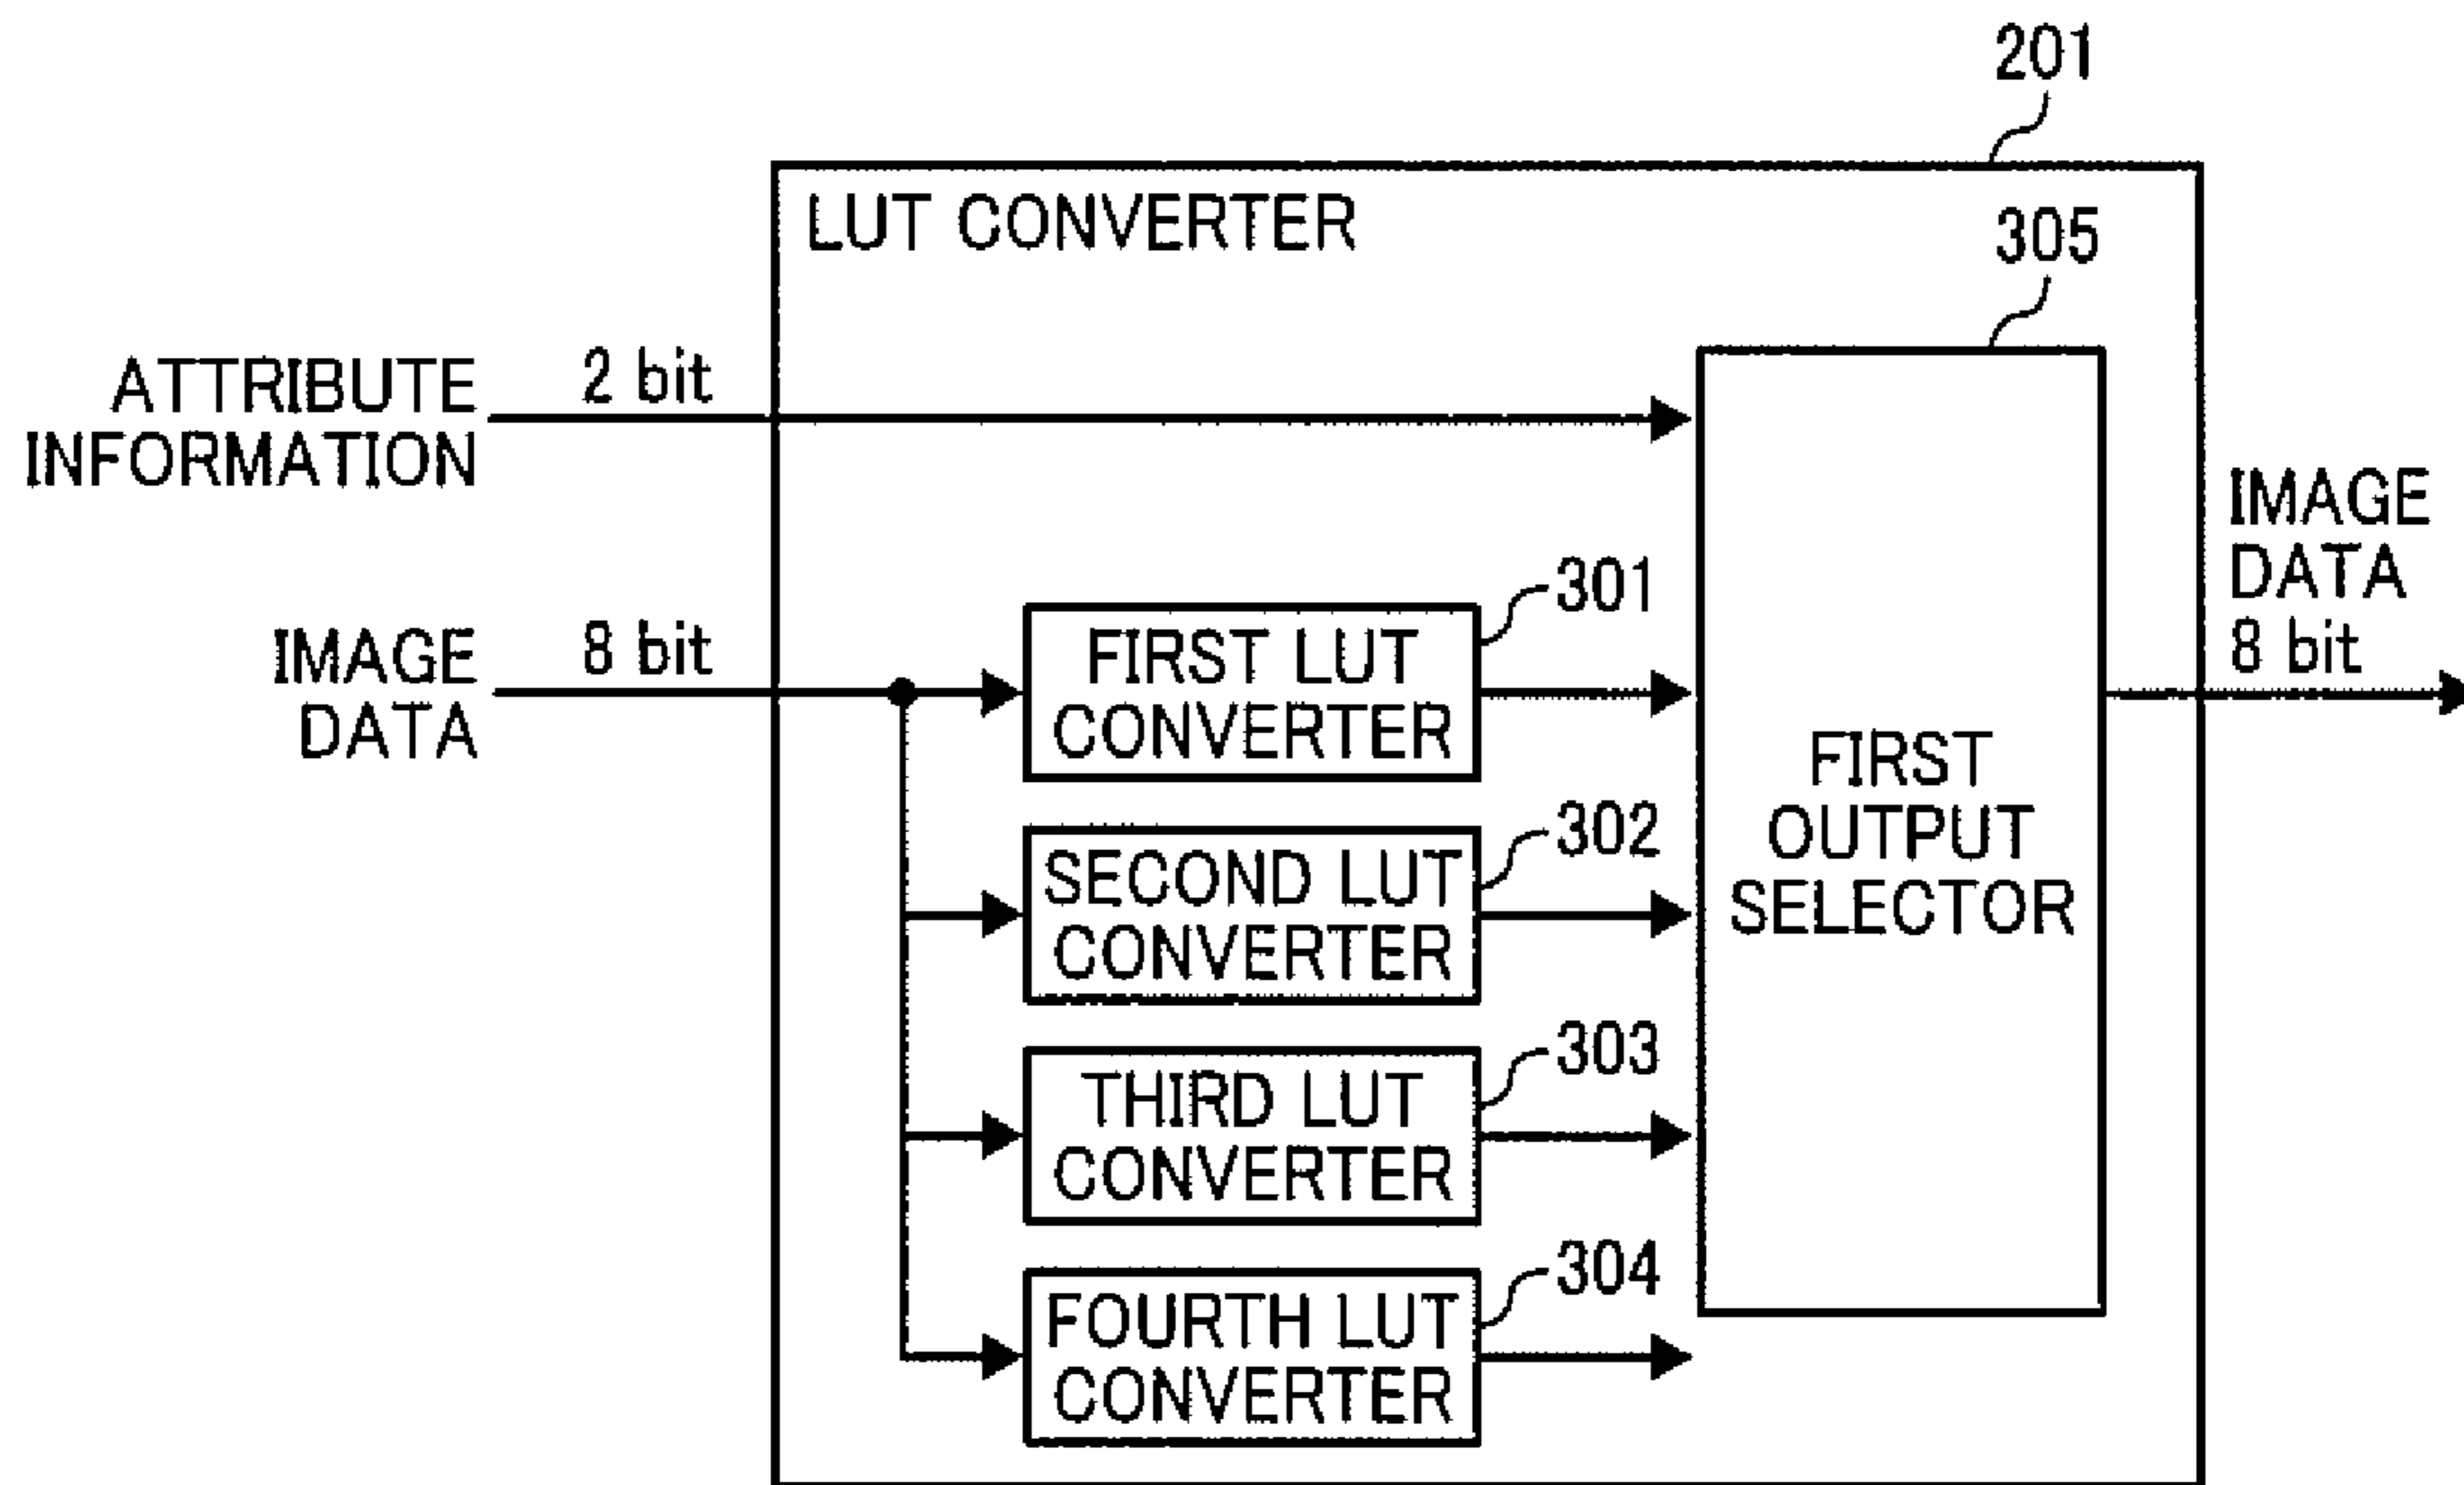 201
LUT CONVERTER
305
ATTRIBUTE
INFORMATION
2 bit
IMAGE
DATA
8 bit
301
FIRST LUT
CONVERTER
302
SECOND LUT
CONVERTER
303
THIRD LUT
CONVERTER
304
FOURTH LUT
CONVERTER
FIRST
OUTPUT
SELECTOR
IMAGE
DATA
8 bit